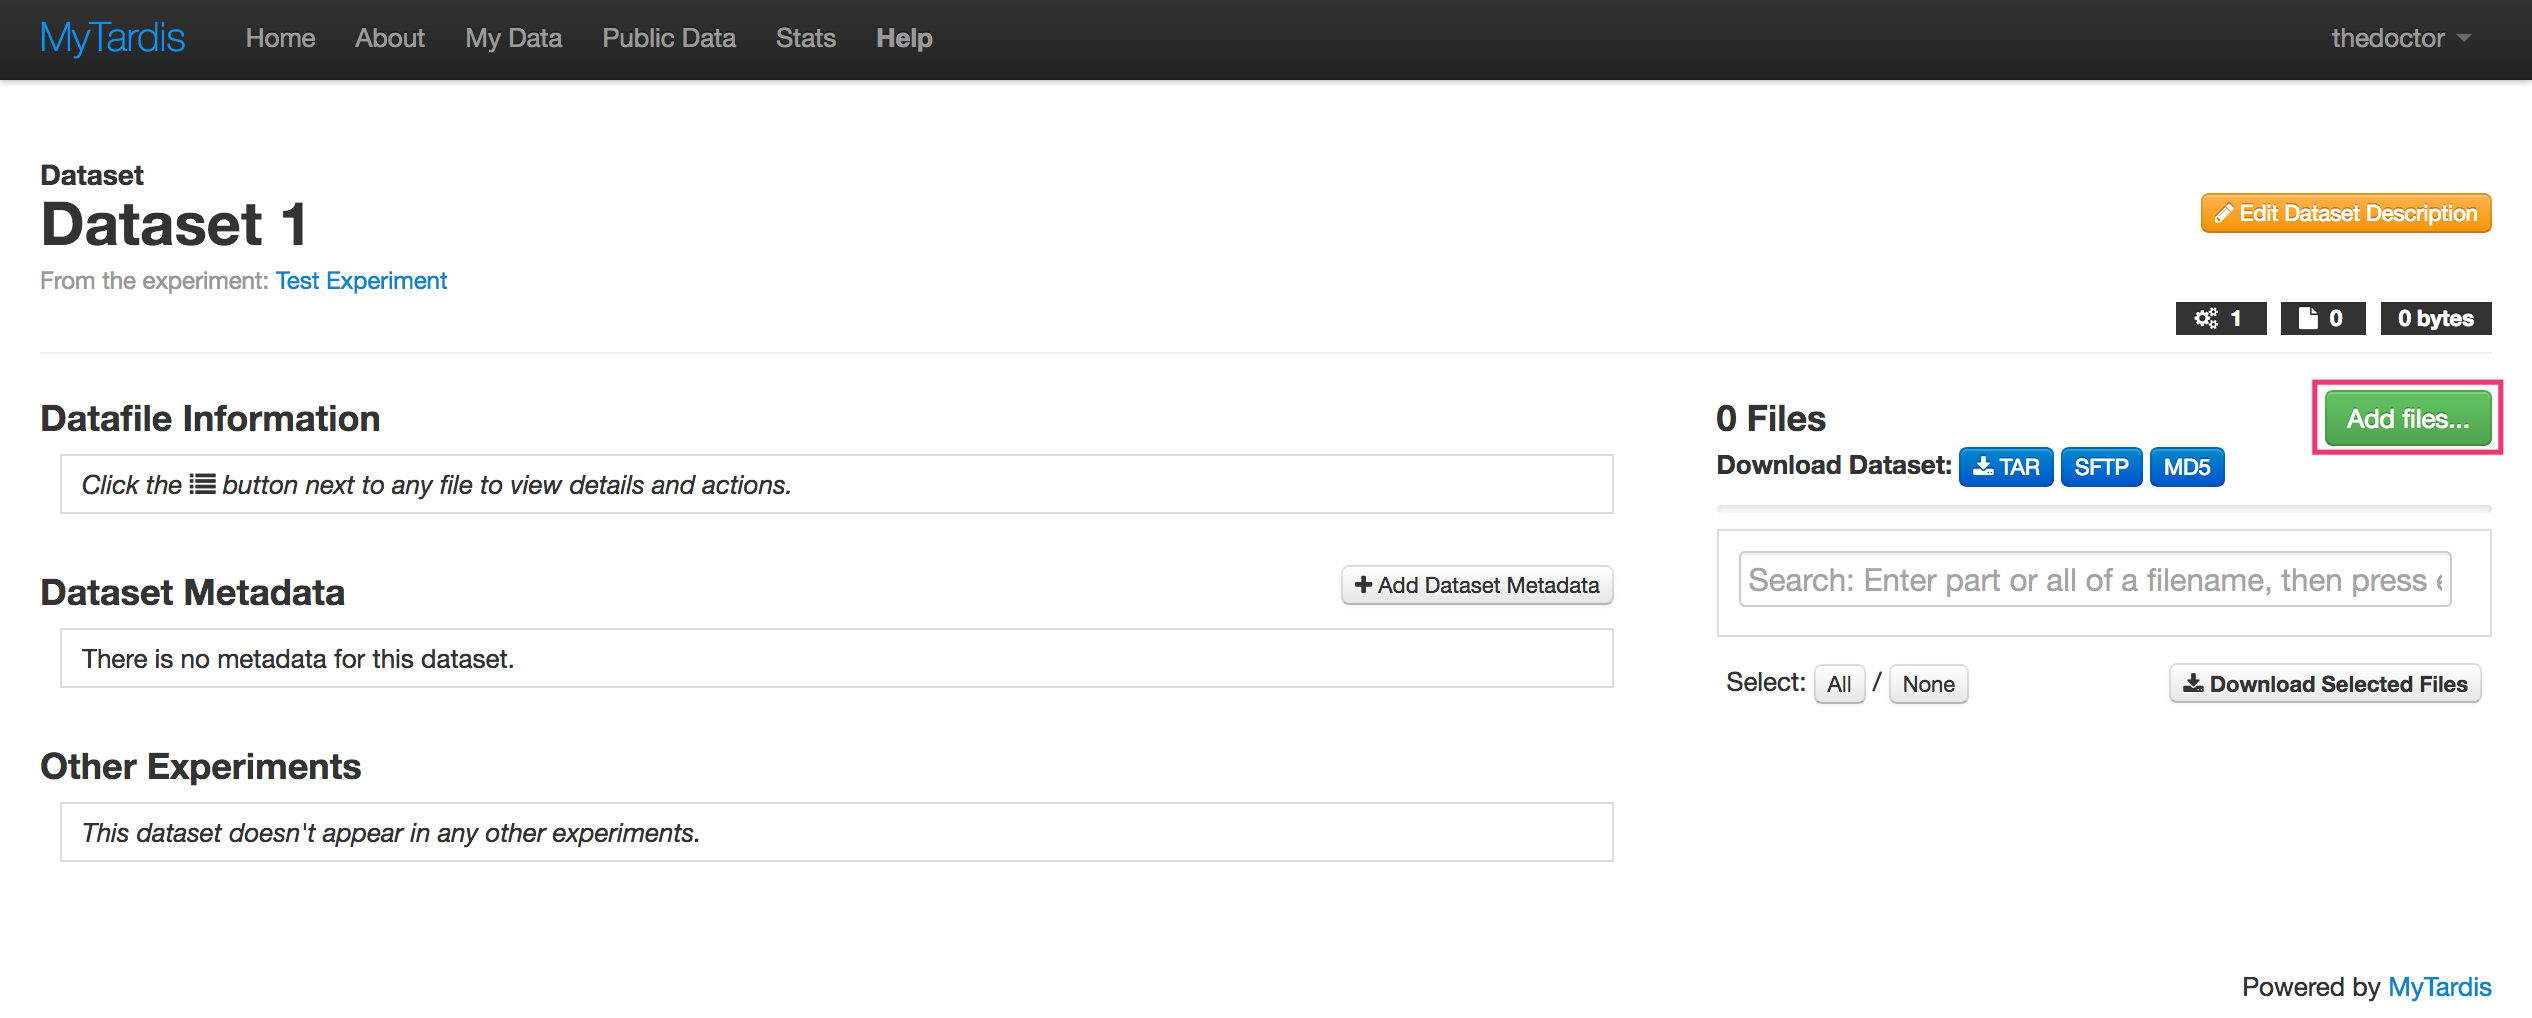 MyTardis Home About My Data Public Data Stats Help thedoctor
Dataset
Dataset 1
Edit Dataset Description
From the experiment: Test Experiment
1 0 0 bytes
Datafile Information
Click the button next to any file to view details and actions.
Dataset Metadata
Add Dataset Metadata
There is no metadata for this dataset.
Other Experiments
This dataset doesn't appear in any other experiments.
0 Files
Add files...
Download Dataset: TAR SFTP MD5
Search: Enter part or all of a filename, then press
Select: All / None
Download Selected Files
Powered by MyTardis